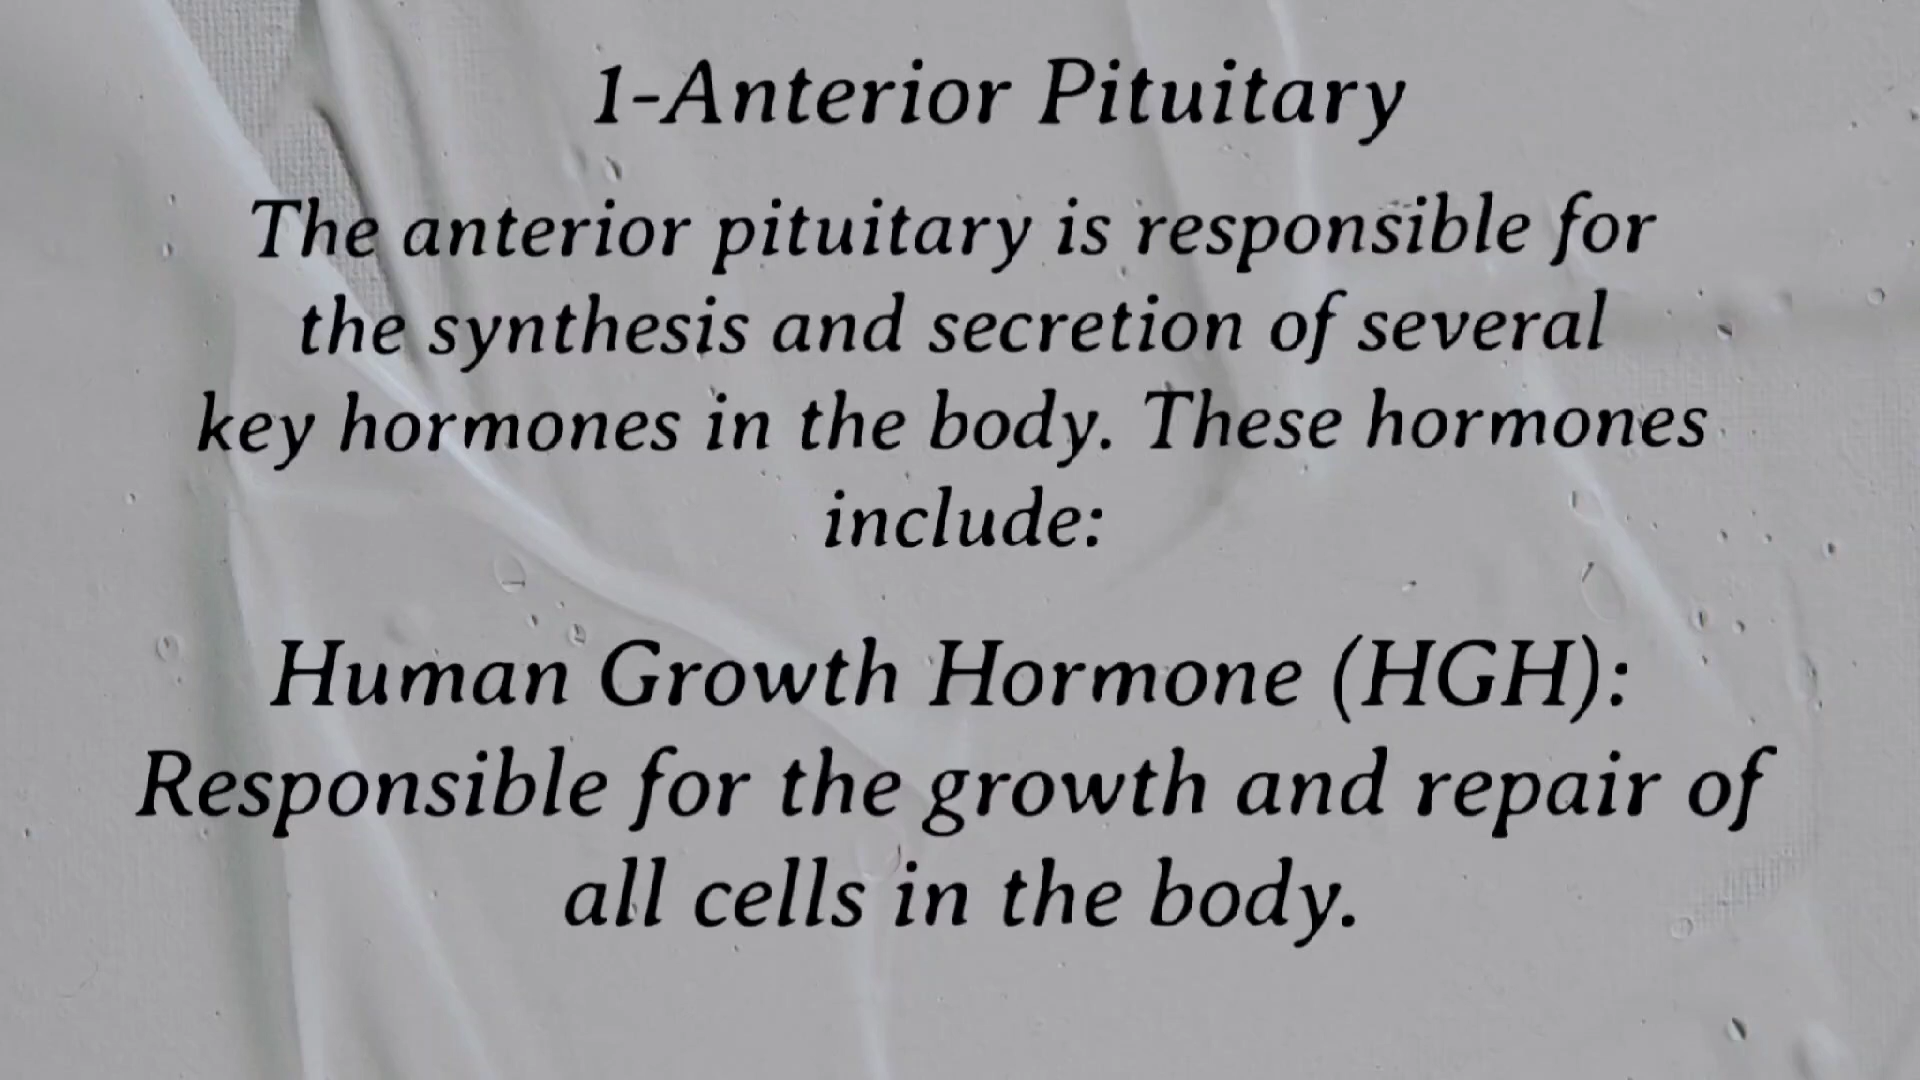 1-Anterior Pituitary
The anterior pituitary is responsible for
the synthesis and secretion of several
key hormones in the body. These hormones
include:
Human Growth Hormone (HGH):
Responsible for the growth and repair of
all cells in the body.